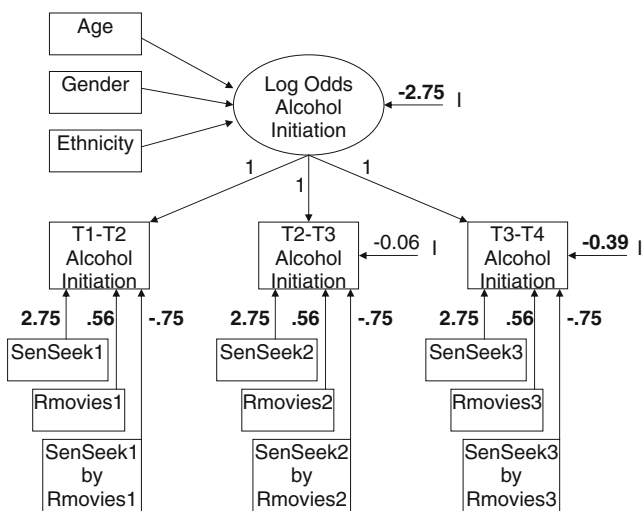 Age
Gender
Ethnicity
Log Odds
Alcohol
Initiation
-2.75 I
1 1 1
T1-T2
Alcohol
Initiation
T2-T3
Alcohol
Initiation
-0.06 I
T3-T4
Alcohol
Initiation
-0.39 I
2.75 .56 -.75
SenSeek1
Rmovies1
SenSeek1
by
Rmovies1
2.75 .56 -.75
SenSeek2
Rmovies2
SenSeek2
by
Rmovies2
2.75 .56 -.75
SenSeek3
Rmovies3
SenSeek3
by
Rmovies3